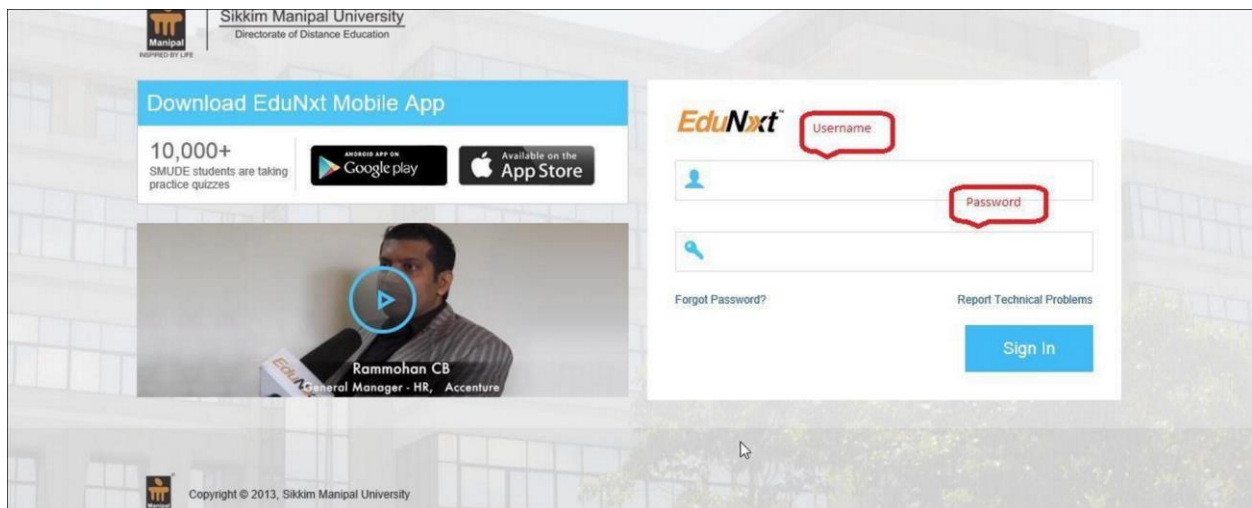 Sikkim Manipal University
Directorate of Distance Education
Manipal
INSPIRED BY LIFE
Download EduNxt Mobile App
10,000+
SMUDE students are taking
practice quizzes
ANDROID APP ON
Google play
Available on the
App Store
EduNxt
Rammohan CB
General Manager - HR, Accenture
EduNxt™
Username
Password
Forgot Password?
Report Technical Problems
Sign In
Manipal
Copyright © 2013, Sikkim Manipal University